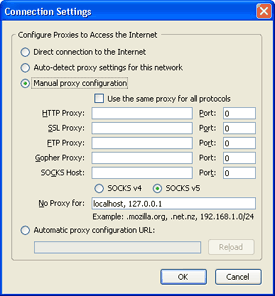 Connection Settings
Configure Proxies to Access the Internet
Direct connection to the Internet
Auto-detect proxy settings for this network
Manual proxy configuration
Use the same proxy for all protocols
HTTP Proxy: Port: 0
SSL Proxy: Port: 0
FTP Proxy: Port: 0
Gopher Proxy: Port: 0
SOCKS Host: Port: 0
SOCKS v4 SOCKS v5
No Proxy for: localhost, 127.0.0.1
Example: .mozilla.org, .net.nz, 192.168.1.0/24
Automatic proxy configuration URL:
Reload
OK Cancel